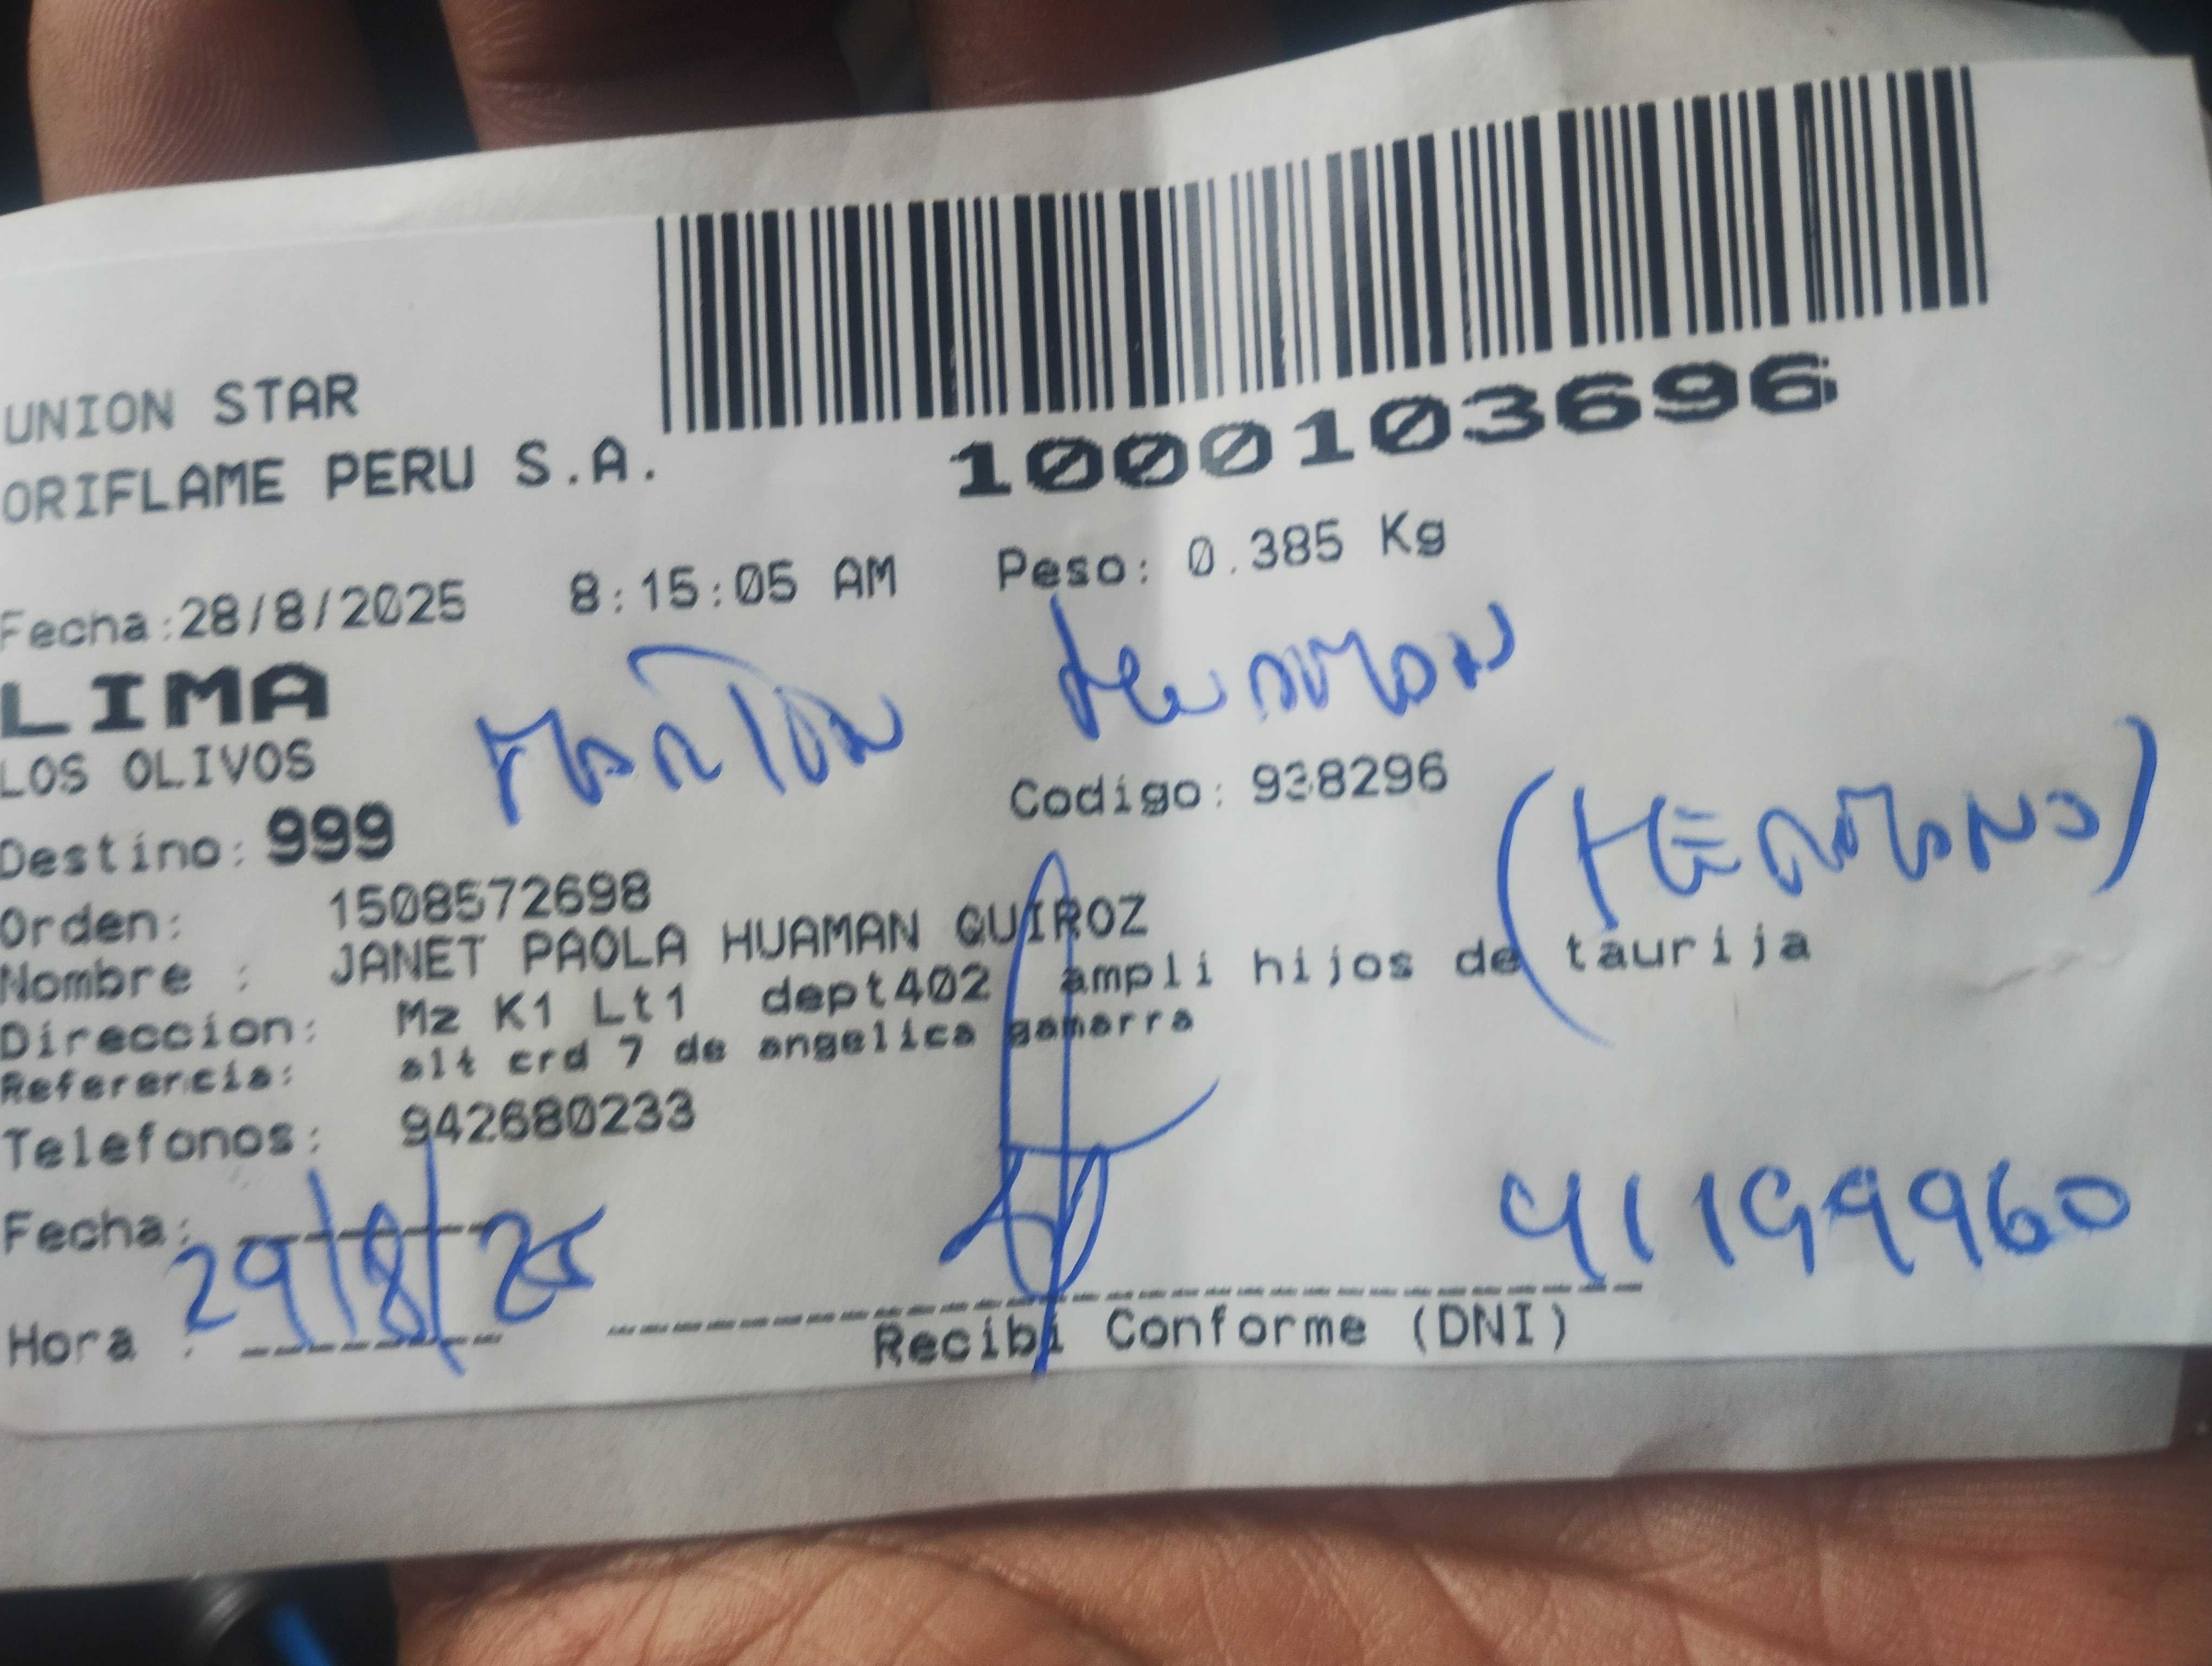 UNION STAR
ORIFLAME PERU S.A.
1000103696
Fecha:28/8/2025 8:15:05 AM Peso: 0.385 Kg
LIMA
LOS OLIVOS
Martin Huaman
Destino: 999 Codigo: 938296
(HERMANO)
Orden: 1508572698
Nombre : JANET PAOLA HUAMAN QUIROZ
Direccion: Mz K1 Lt1 dept402 ampli hijos de taurija
Referencia: alt crd 7 de angelica gamarra
Telefonos: 942680233
Fecha: 29/8/25
41199960
Hora :
Recibi Conforme (DNI)